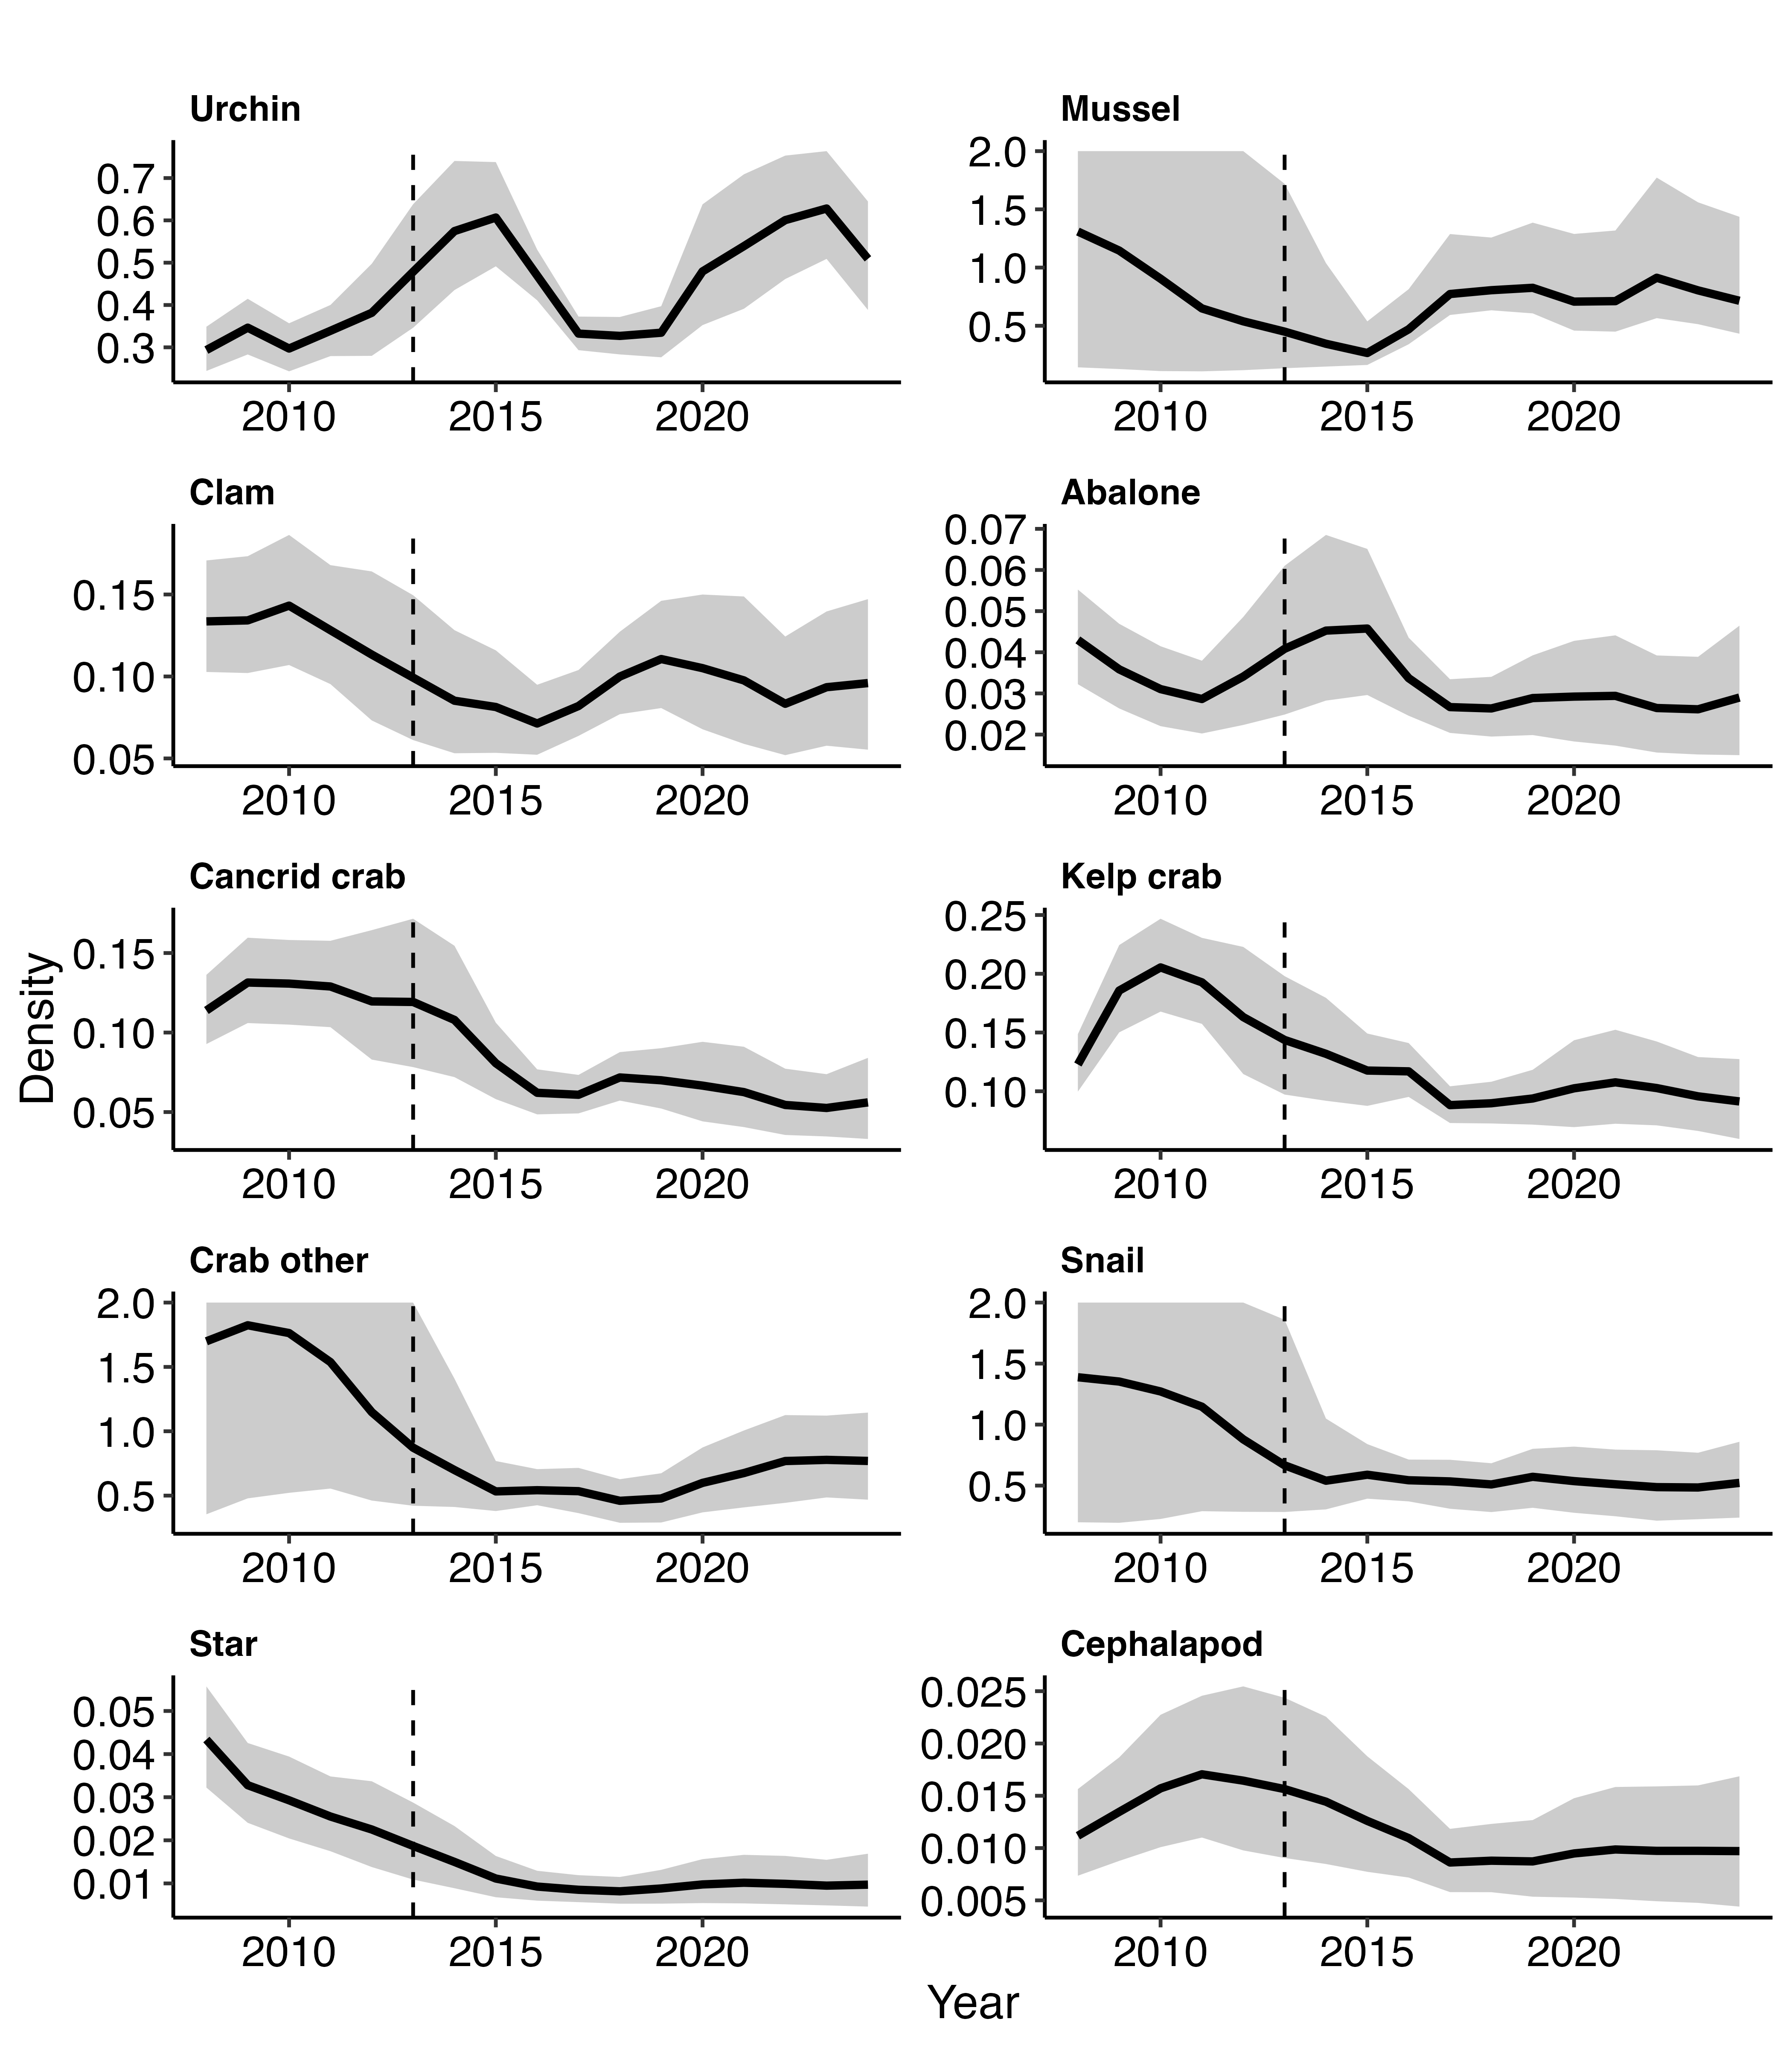 Urchin
0.7
0.6
0.5
0.4
0.3
2010 2015 2020
Mussel
2.0
1.5
1.0
0.5
2010 2015 2020
Clam
0.15
0.10
0.05
2010 2015 2020
Abalone
0.07
0.06
0.05
0.04
0.03
0.02
2010 2015 2020
Cancrid crab
0.15
0.10
0.05
2010 2015 2020
Kelp crab
0.25
0.20
0.15
0.10
2010 2015 2020
Crab other
2.0
1.5
1.0
0.5
2010 2015 2020
Snail
2.0
1.5
1.0
0.5
2010 2015 2020
Star
0.05
0.04
0.03
0.02
0.01
2010 2015 2020
Cephalapod
0.025
0.020
0.015
0.010
0.005
2010 2015 2020
Density
Year